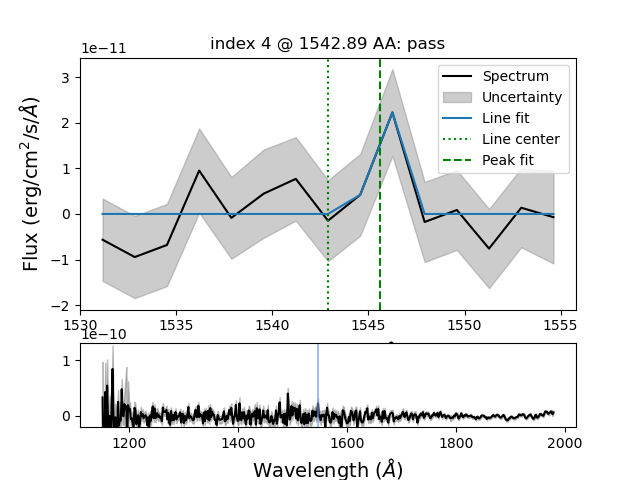 index 4 @ 1542.89 AA: pass
1e−11
3
2
1
0
−1
−2
Flux (erg/cm²/s/Å)
Spectrum
Uncertainty
Line fit
Line center
Peak fit
1530 1535 1540 1545 1550 1555
1e−10
1
0
1200 1400 1600 1800 2000
Wavelength (Å)